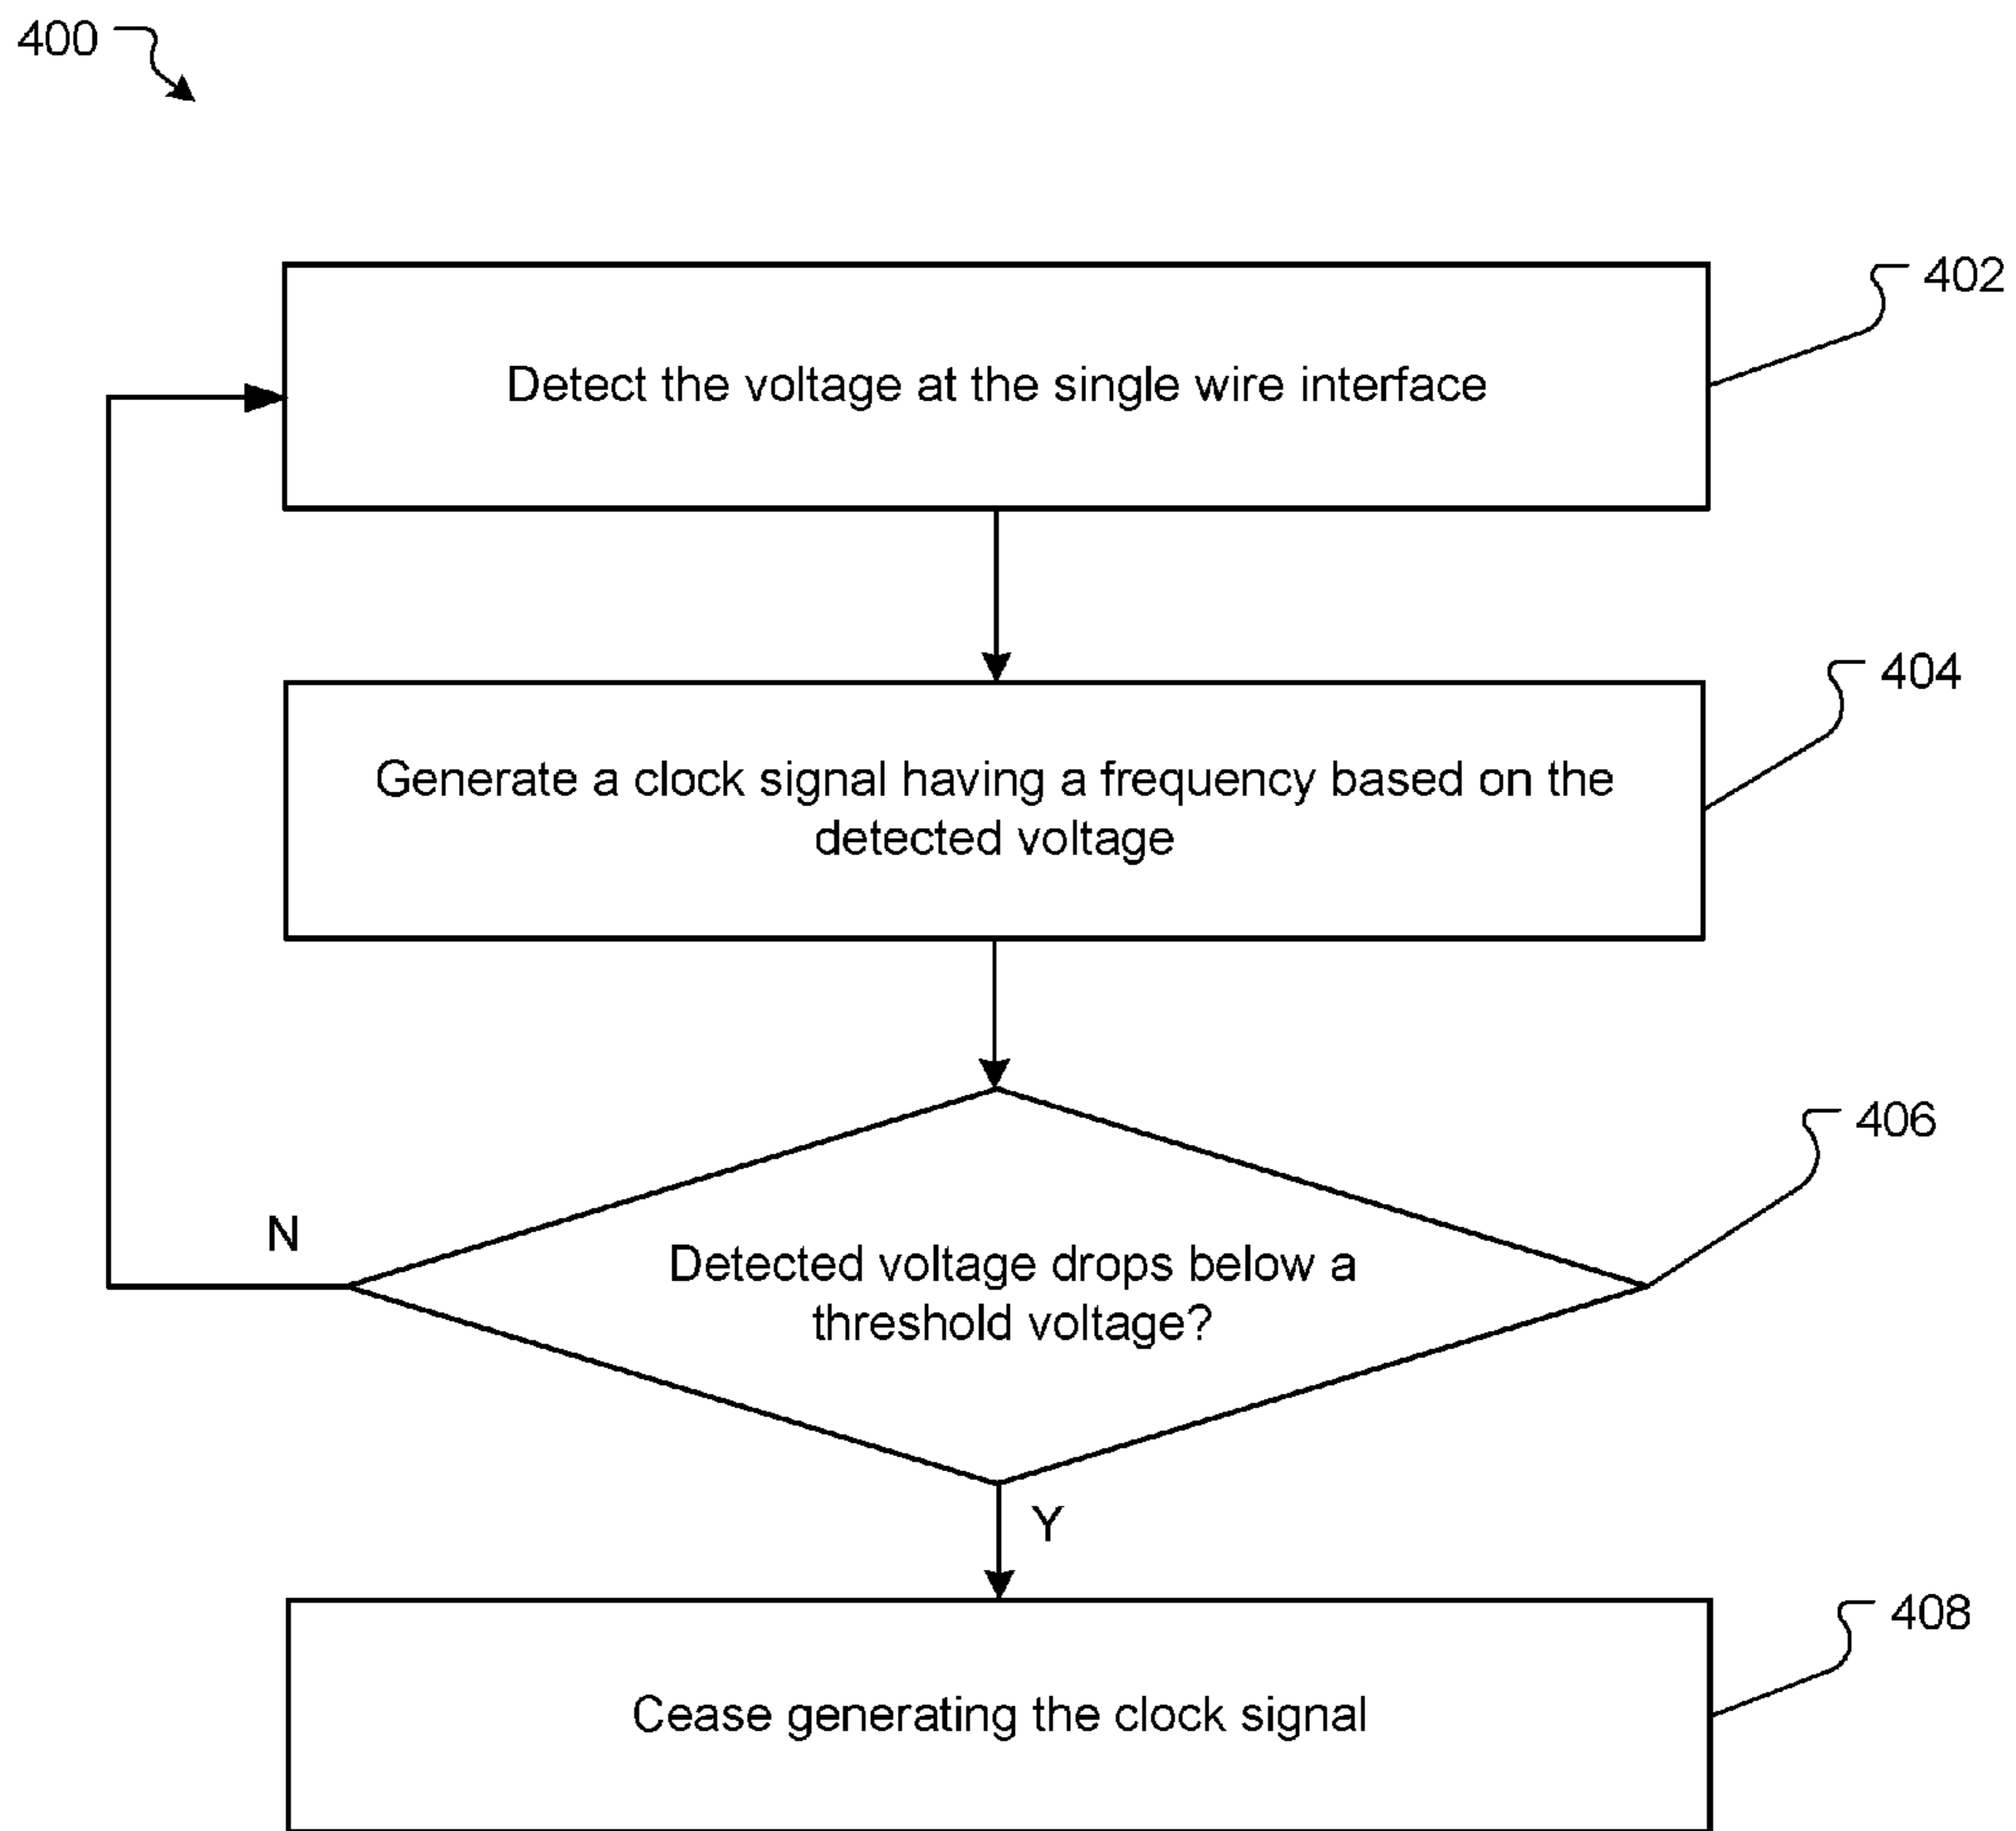 400
402
Detect the voltage at the single wire interface
404
Generate a clock signal having a frequency based on the
detected voltage
406
N
Detected voltage drops below a
threshold voltage?
Y
408
Cease generating the clock signal